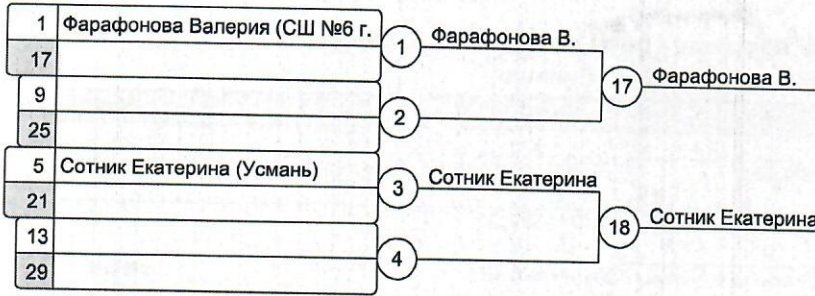 1 Фарафонова Валерия (СШ №6 г.
17
1 Фарафонова В.
17 Фарафонова В.
9
25
2
5 Сотник Екатерина (Усмань)
21
3 Сотник Екатерина
18 Сотник Екатерина
13
29
4